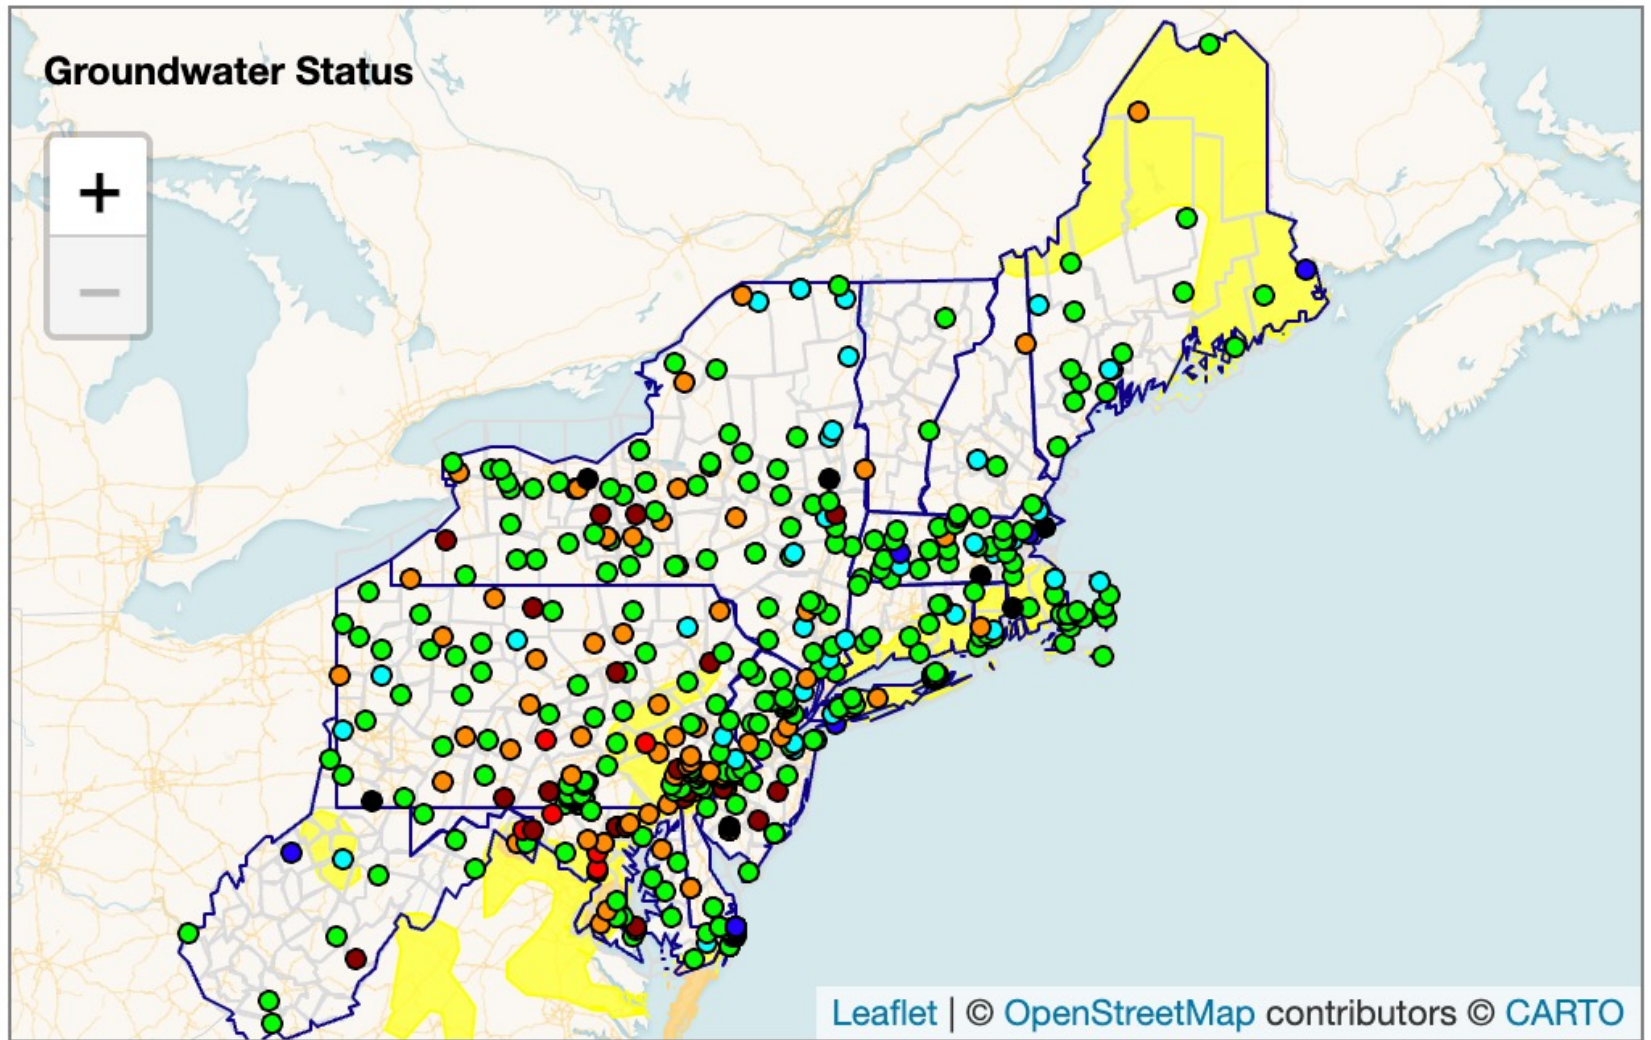 Groundwater Status
+
−
Leaflet | © OpenStreetMap contributors © CARTO